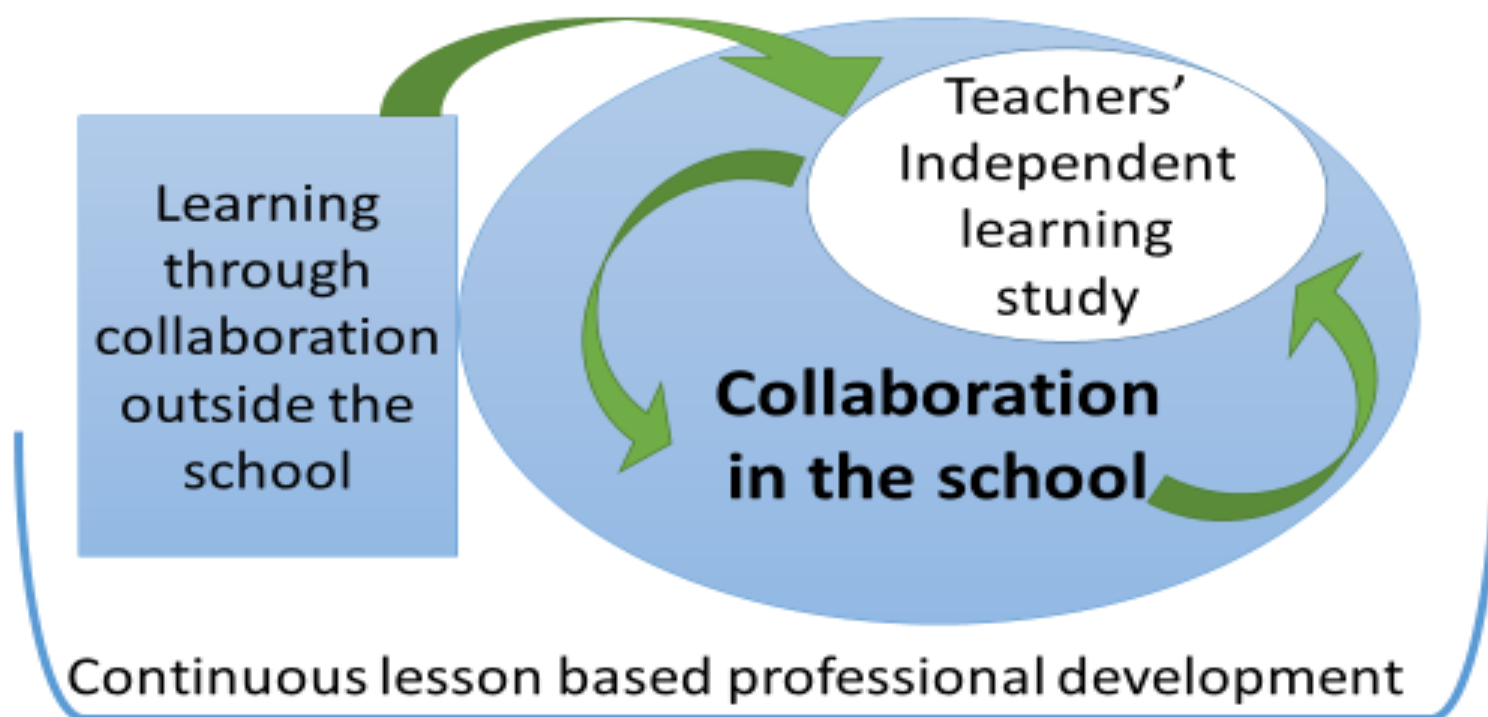 Learning
through
collaboration
outside the
school
Teachers’
Independent
learning
study
Collaboration
in the school
Continuous lesson based professional development